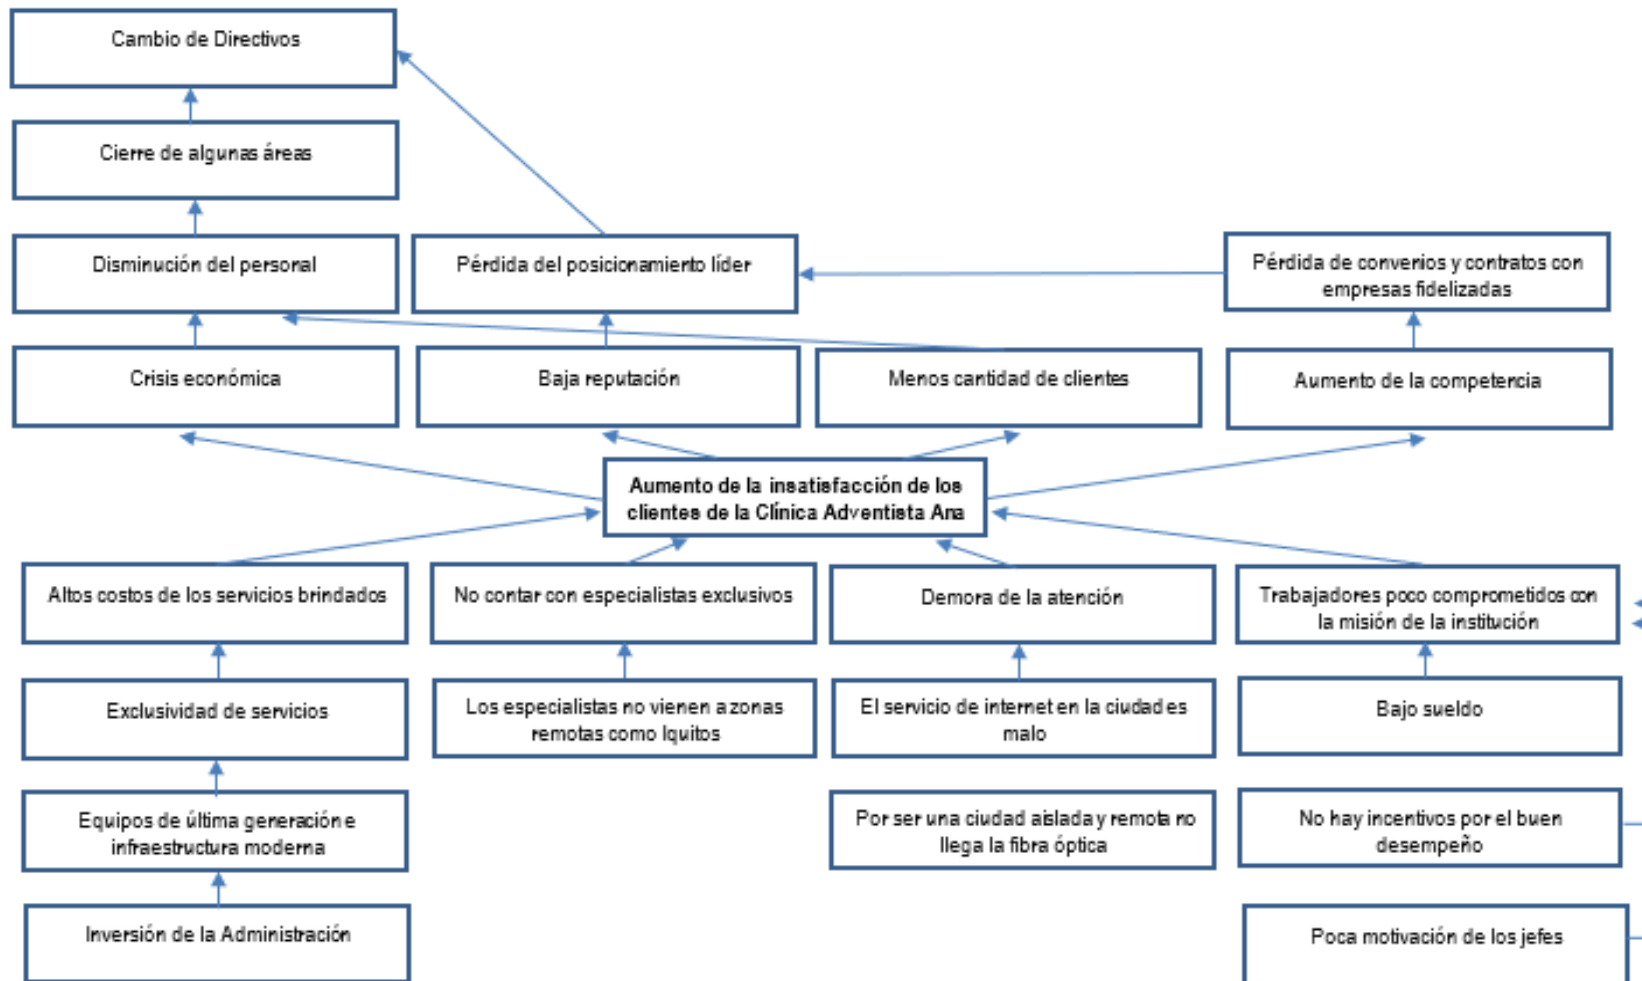 Cambio de Directivos
Cierre de algunas áreas
Disminución del personal
Pérdida del posicionamiento líder
Pérdida de convenios y contratos con
empresas fidelizadas
Crisis económica
Baja reputación
Menos cantidad de clientes
Aumento de la competencia
Aumento de la insatisfacción de los
clientes de la Clínica Adventista Ana
Altos costos de los servicios brindados
No contar con especialistas exclusivos
Demora de la atención
Trabajadores poco comprometidos con
la misión de la institución
Exclusividad de servicios
Los especialistas no vienen a zonas
remotas como Iquitos
El servicio de internet en la ciudad es
malo
Bajo sueldo
Equipos de última generación e
infraestructura moderna
Por ser una ciudad aislada y remota no
llega la fibra óptica
No hay incentivos por el buen
desempeño
Inversión de la Administración
Poca motivación de los jefes